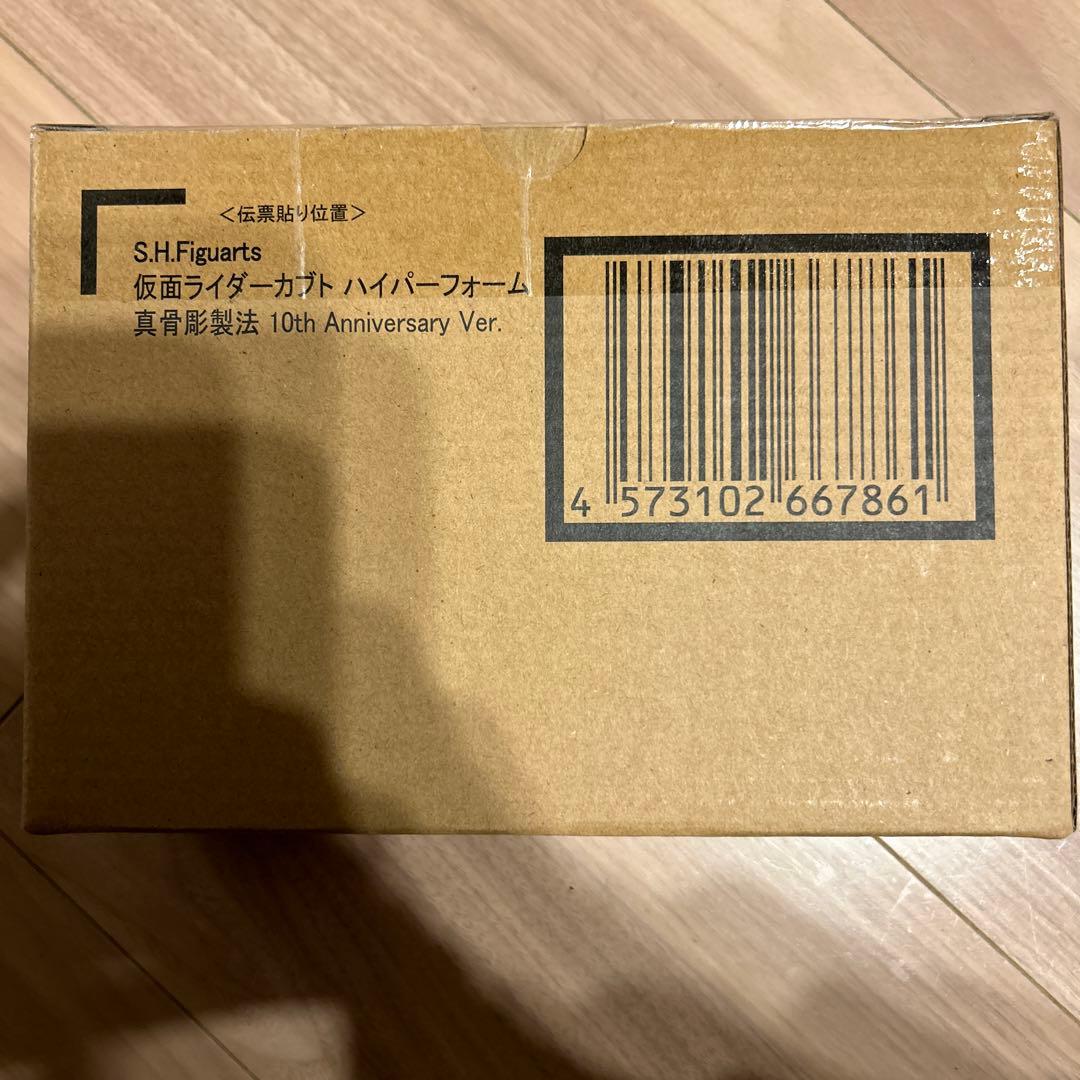 ＜伝票貼り位置＞
S.H.Figuarts
仮面ライダーカブト ハイパーフォーム
真骨彫製法 10th Anniversary Ver.
4 573102 667861